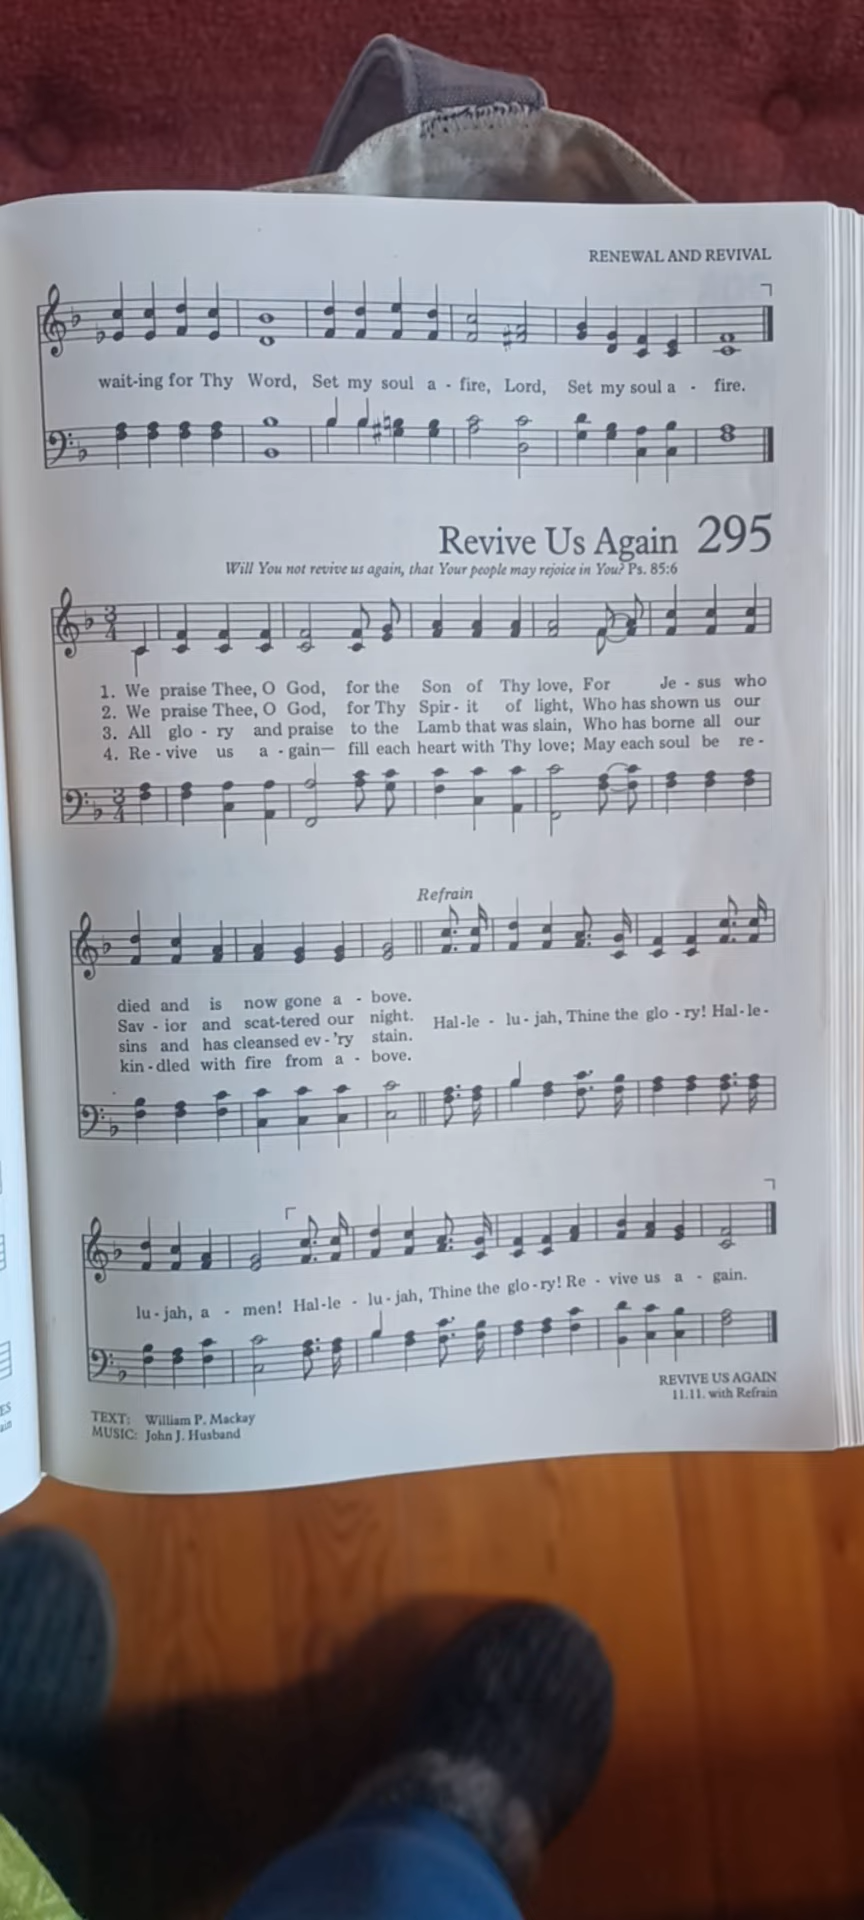 RENEWAL AND REVIVAL
wait-ing for Thy Word, Set my soul a - fire, Lord, Set my soul a - fire.
Revive Us Again 295
Will You not revive us again, that Your people may rejoice in You? Ps. 85:6
3
4
1. We praise Thee, O God, for the Son of Thy love, For Je - sus who
2. We praise Thee, O God, for Thy Spir - it of light, Who has shown us our
3. All glo - ry and praise to the Lamb that was slain, Who has borne all our
4. Re - vive us a - gain— fill each heart with Thy love; May each soul be re -
3
4
Refrain
died and is now gone a - bove.
Sav - ior and scat-tered our night. Hal-le - lu - jah, Thine the glo - ry! Hal-le-
sins and has cleansed ev-'ry stain.
kin-dled with fire from a - bove.
lu-jah, a - men! Hal-le - lu-jah, Thine the glo-ry! Re - vive us a - gain.
TEXT: William P. Mackay
MUSIC: John J. Husband
REVIVE US AGAIN
11.11. with Refrain